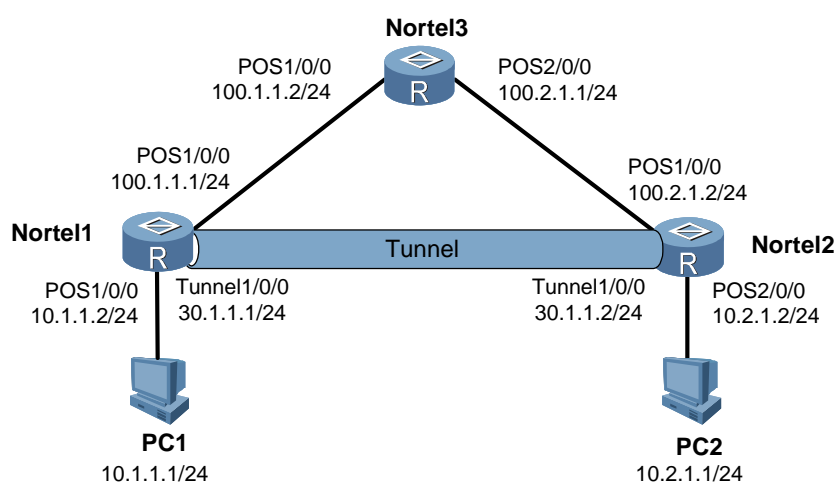 Nortel3
POS1/0/0
100.1.1.2/24
POS2/0/0
100.2.1.1/24
R
POS1/0/0
100.1.1.1/24
POS1/0/0
100.2.1.2/24
Nortel1
R
Tunnel
R
Nortel2
POS1/0/0
10.1.1.2/24
Tunnel1/0/0
30.1.1.1/24
Tunnel1/0/0
30.1.1.2/24
POS2/0/0
10.2.1.2/24
PC1
10.1.1.1/24
PC2
10.2.1.1/24